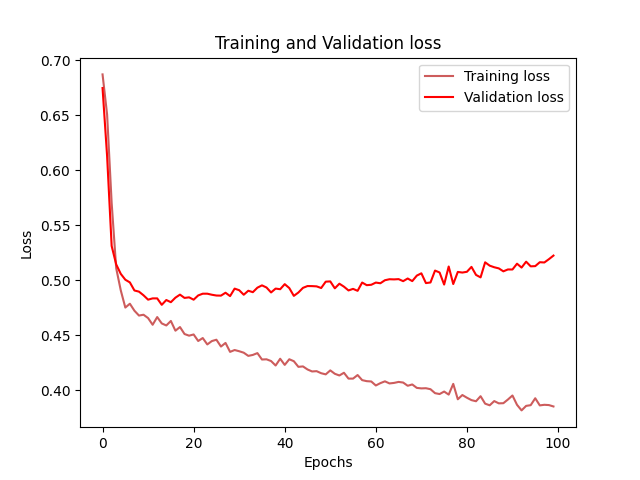 Training and Validation loss
Training loss
Validation loss
Loss
0.70
0.65
0.60
0.55
0.50
0.45
0.40
0
20
40
60
80
100
Epochs